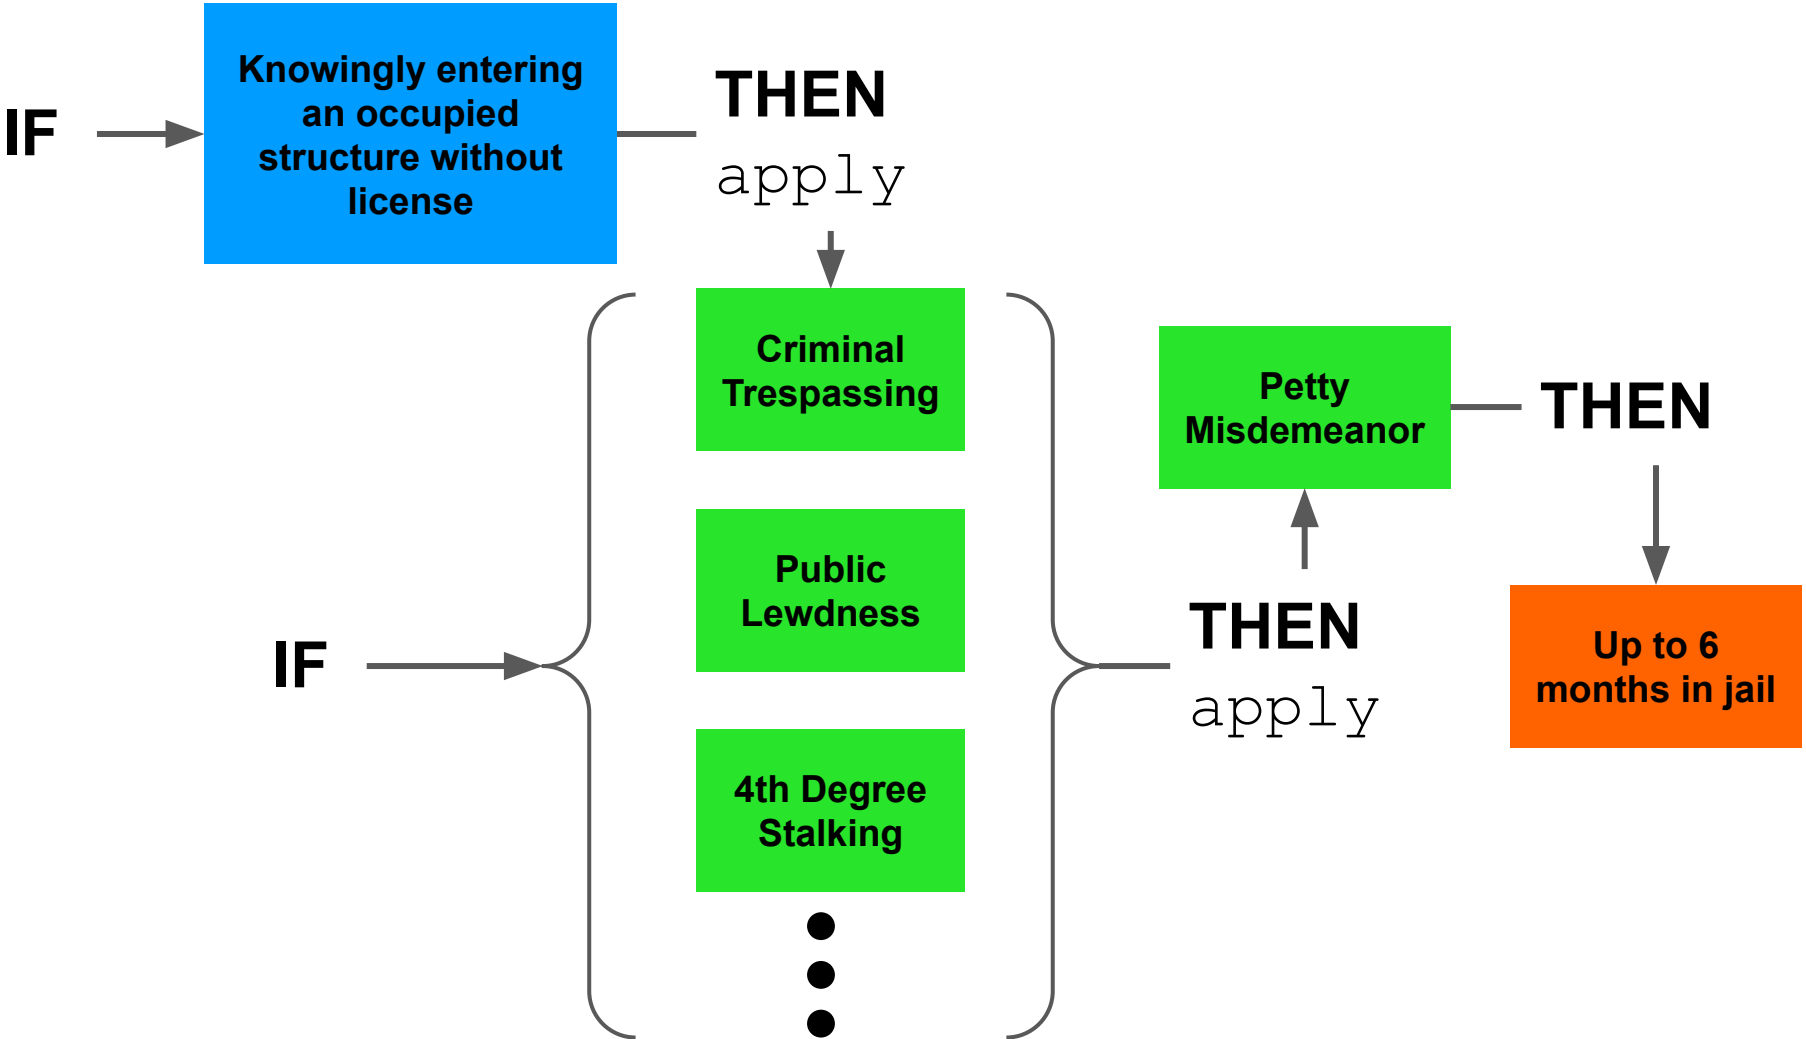 IF
Knowingly entering
an occupied
structure without
license
THEN
apply
Criminal
Trespassing
Petty
Misdemeanor
THEN
Public
Lewdness
IF
THEN
apply
Up to 6
months in jail
4th Degree
Stalking